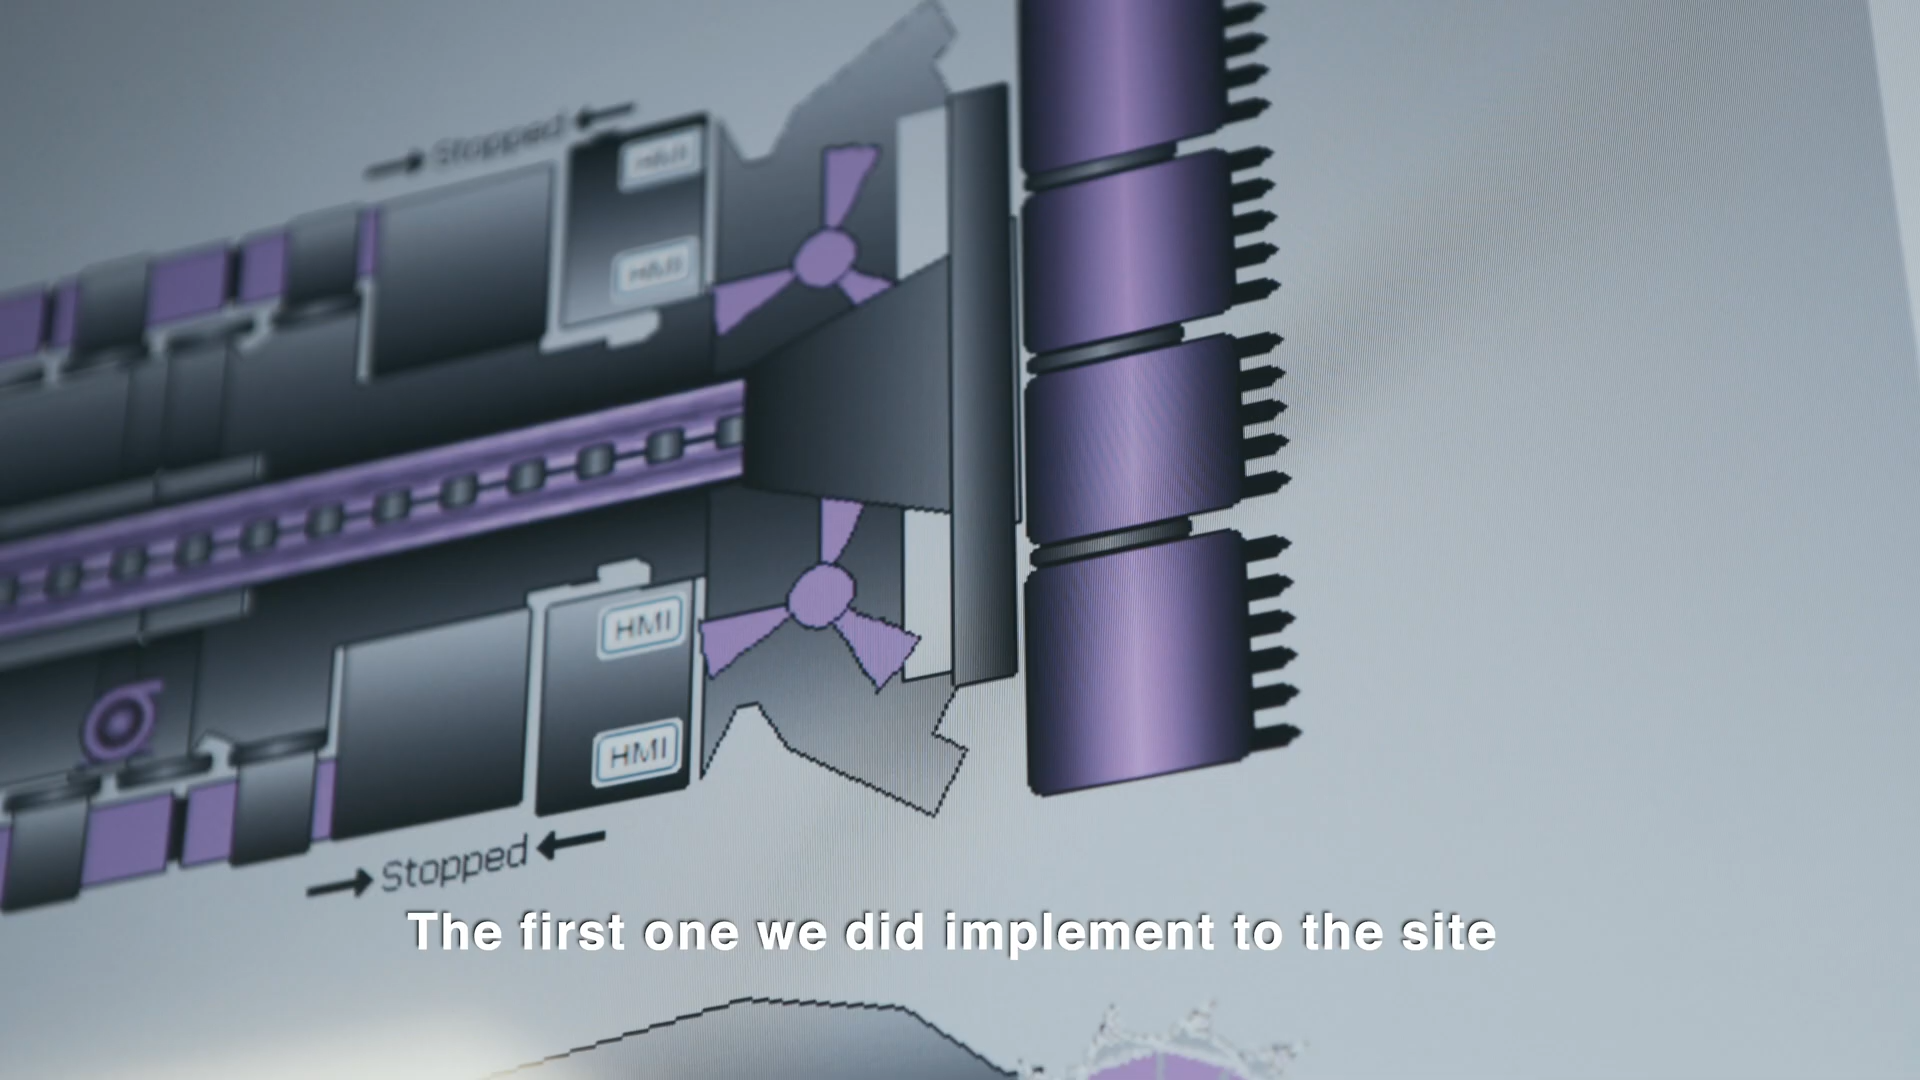 Stopped
HMI
HMI
Stopped
The first one we did implement to the site